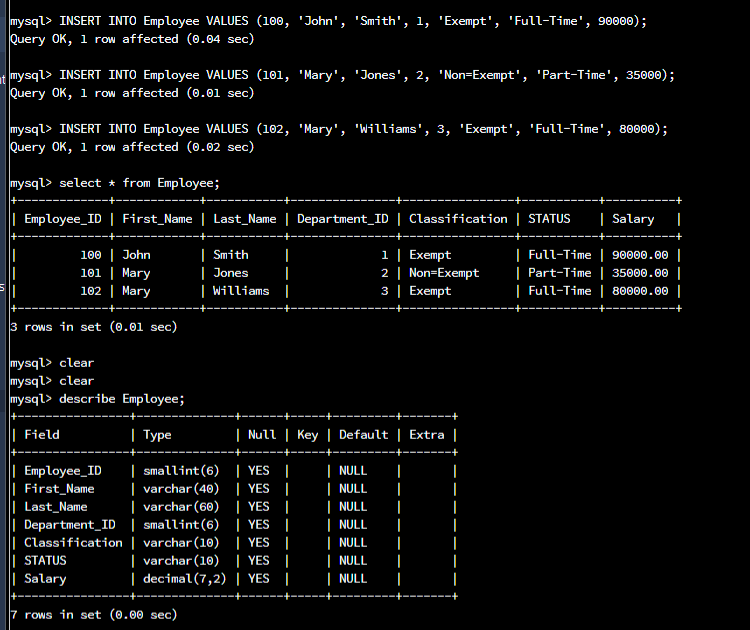 mysql> INSERT INTO Employee VALUES (100, 'John', 'Smith', 1, 'Exempt', 'Full-Time', 90000);
Query OK, 1 row affected (0.04 sec)
mysql> INSERT INTO Employee VALUES (101, 'Mary', 'Jones', 2, 'Non=Exempt', 'Part-Time', 35000);
Query OK, 1 row affected (0.01 sec)
mysql> INSERT INTO Employee VALUES (102, 'Mary', 'Williams', 3, 'Exempt', 'Full-Time', 80000);
Query OK, 1 row affected (0.02 sec)
mysql> select * from Employee;
+-------------+------------+-----------+---------------+----------------+-----------+----------+
| Employee_ID | First_Name | Last_Name | Department_ID | Classification | STATUS    | Salary   |
+-------------+------------+-----------+---------------+----------------+-----------+----------+
|         100 | John       | Smith     |             1 | Exempt         | Full-Time | 90000.00 |
|         101 | Mary       | Jones     |             2 | Non=Exempt     | Part-Time | 35000.00 |
|         102 | Mary       | Williams  |             3 | Exempt         | Full-Time | 80000.00 |
+-------------+------------+-----------+---------------+----------------+-----------+----------+
3 rows in set (0.01 sec)
mysql> clear
mysql> clear
mysql> describe Employee;
+----------------+--------------+------+-----+---------+-------+
| Field          | Type         | Null | Key | Default | Extra |
+----------------+--------------+------+-----+---------+-------+
| Employee_ID    | smallint(6)  | YES  |     | NULL    |       |
| First_Name     | varchar(40)  | YES  |     | NULL    |       |
| Last_Name      | varchar(60)  | YES  |     | NULL    |       |
| Department_ID  | smallint(6)  | YES  |     | NULL    |       |
| Classification | varchar(10)  | YES  |     | NULL    |       |
| STATUS         | varchar(10)  | YES  |     | NULL    |       |
| Salary         | decimal(7,2) | YES  |     | NULL    |       |
+----------------+--------------+------+-----+---------+-------+
7 rows in set (0.00 sec)